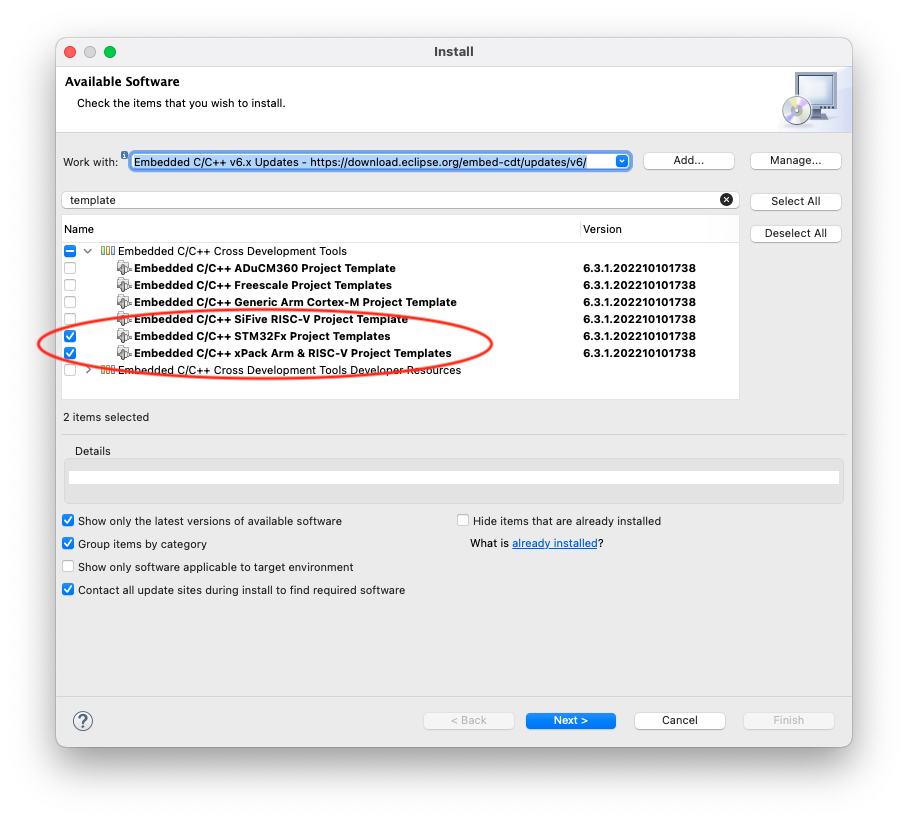 Install
Available Software
Check the items that you wish to install.
Work with: Embedded C/C++ v6.x Updates - https://download.eclipse.org/embed-cdt/updates/v6/ Add... Manage...
template Select All
Name Version Deselect All
Embedded C/C++ Cross Development Tools
Embedded C/C++ ADuCM360 Project Template 6.3.1.202210101738
Embedded C/C++ Freescale Project Templates 6.3.1.202210101738
Embedded C/C++ Generic Arm Cortex-M Project Template 6.3.1.202210101738
Embedded C/C++ SiFive RISC-V Project Template 6.3.1.202210101738
Embedded C/C++ STM32Fx Project Templates 6.3.1.202210101738
Embedded C/C++ xPack Arm & RISC-V Project Templates 6.3.1.202210101738
Embedded C/C++ Cross Development Tools Developer Resources
2 items selected
Details
Show only the latest versions of available software Hide items that are already installed
Group items by category What is already installed?
Show only software applicable to target environment
Contact all update sites during install to find required software
? < Back Next > Cancel Finish